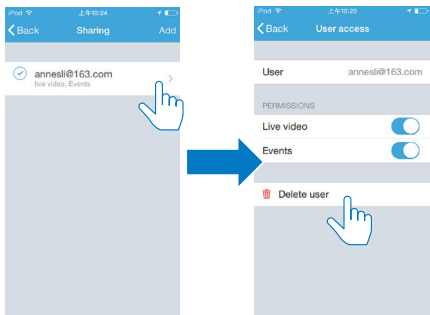 iPod 上午10:24
Back Sharing Add
annesli@163.com
live video, Events
iPod 上午10:20
Back User access
User annesli@163.com
PERMISSIONS
Live video
Events
Delete user